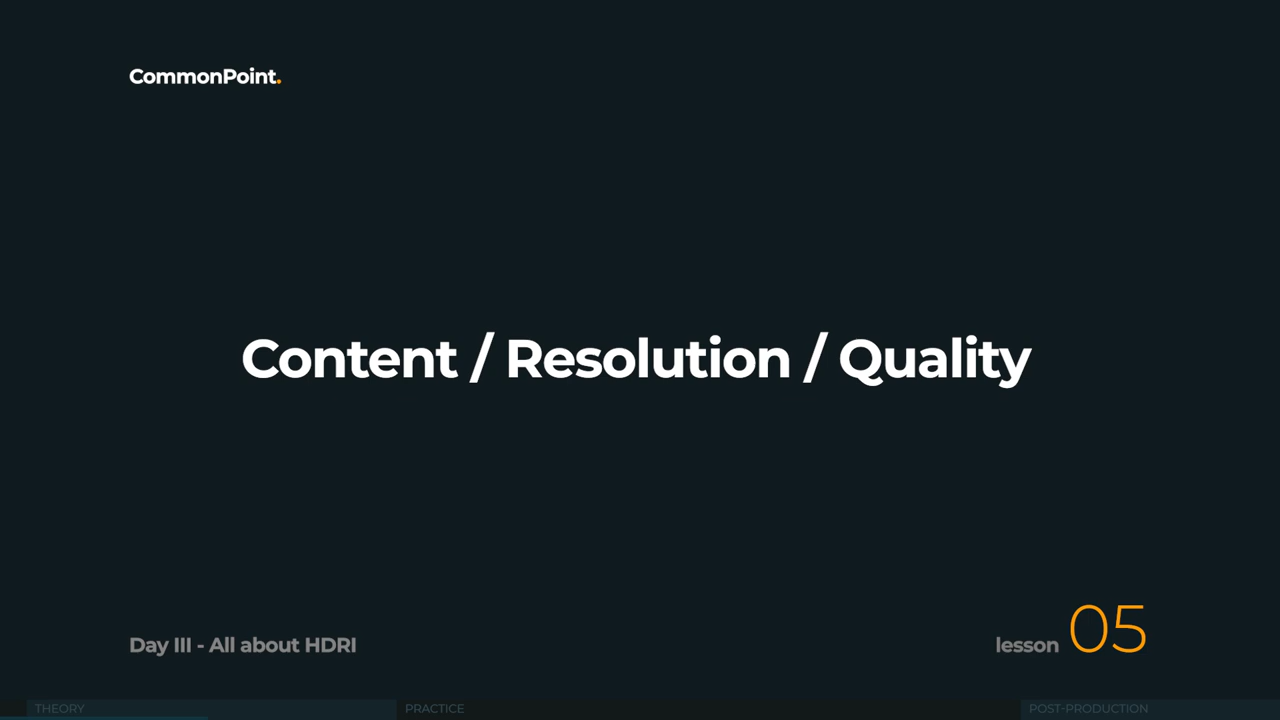 CommonPoint.
Content / Resolution / Quality
Day III - All about HDRI
lesson 05
THEORY
PRACTICE
POST-PRODUCTION